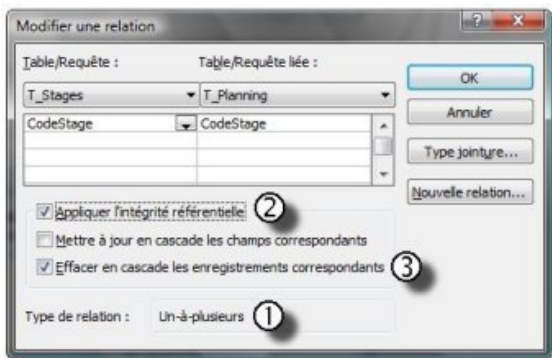 Modifier une relation
Table/Requête : Table/Requête liée :
T_Stages T_Planning
CodeStage CodeStage
OK
Annuler
Type jointure...
Nouvelle relation...
Appliquer l'intégrité référentielle 2
Mettre à jour en cascade les champs correspondants
Effacer en cascade les enregistrements correspondants 3
Type de relation : Un-à-plusieurs 1